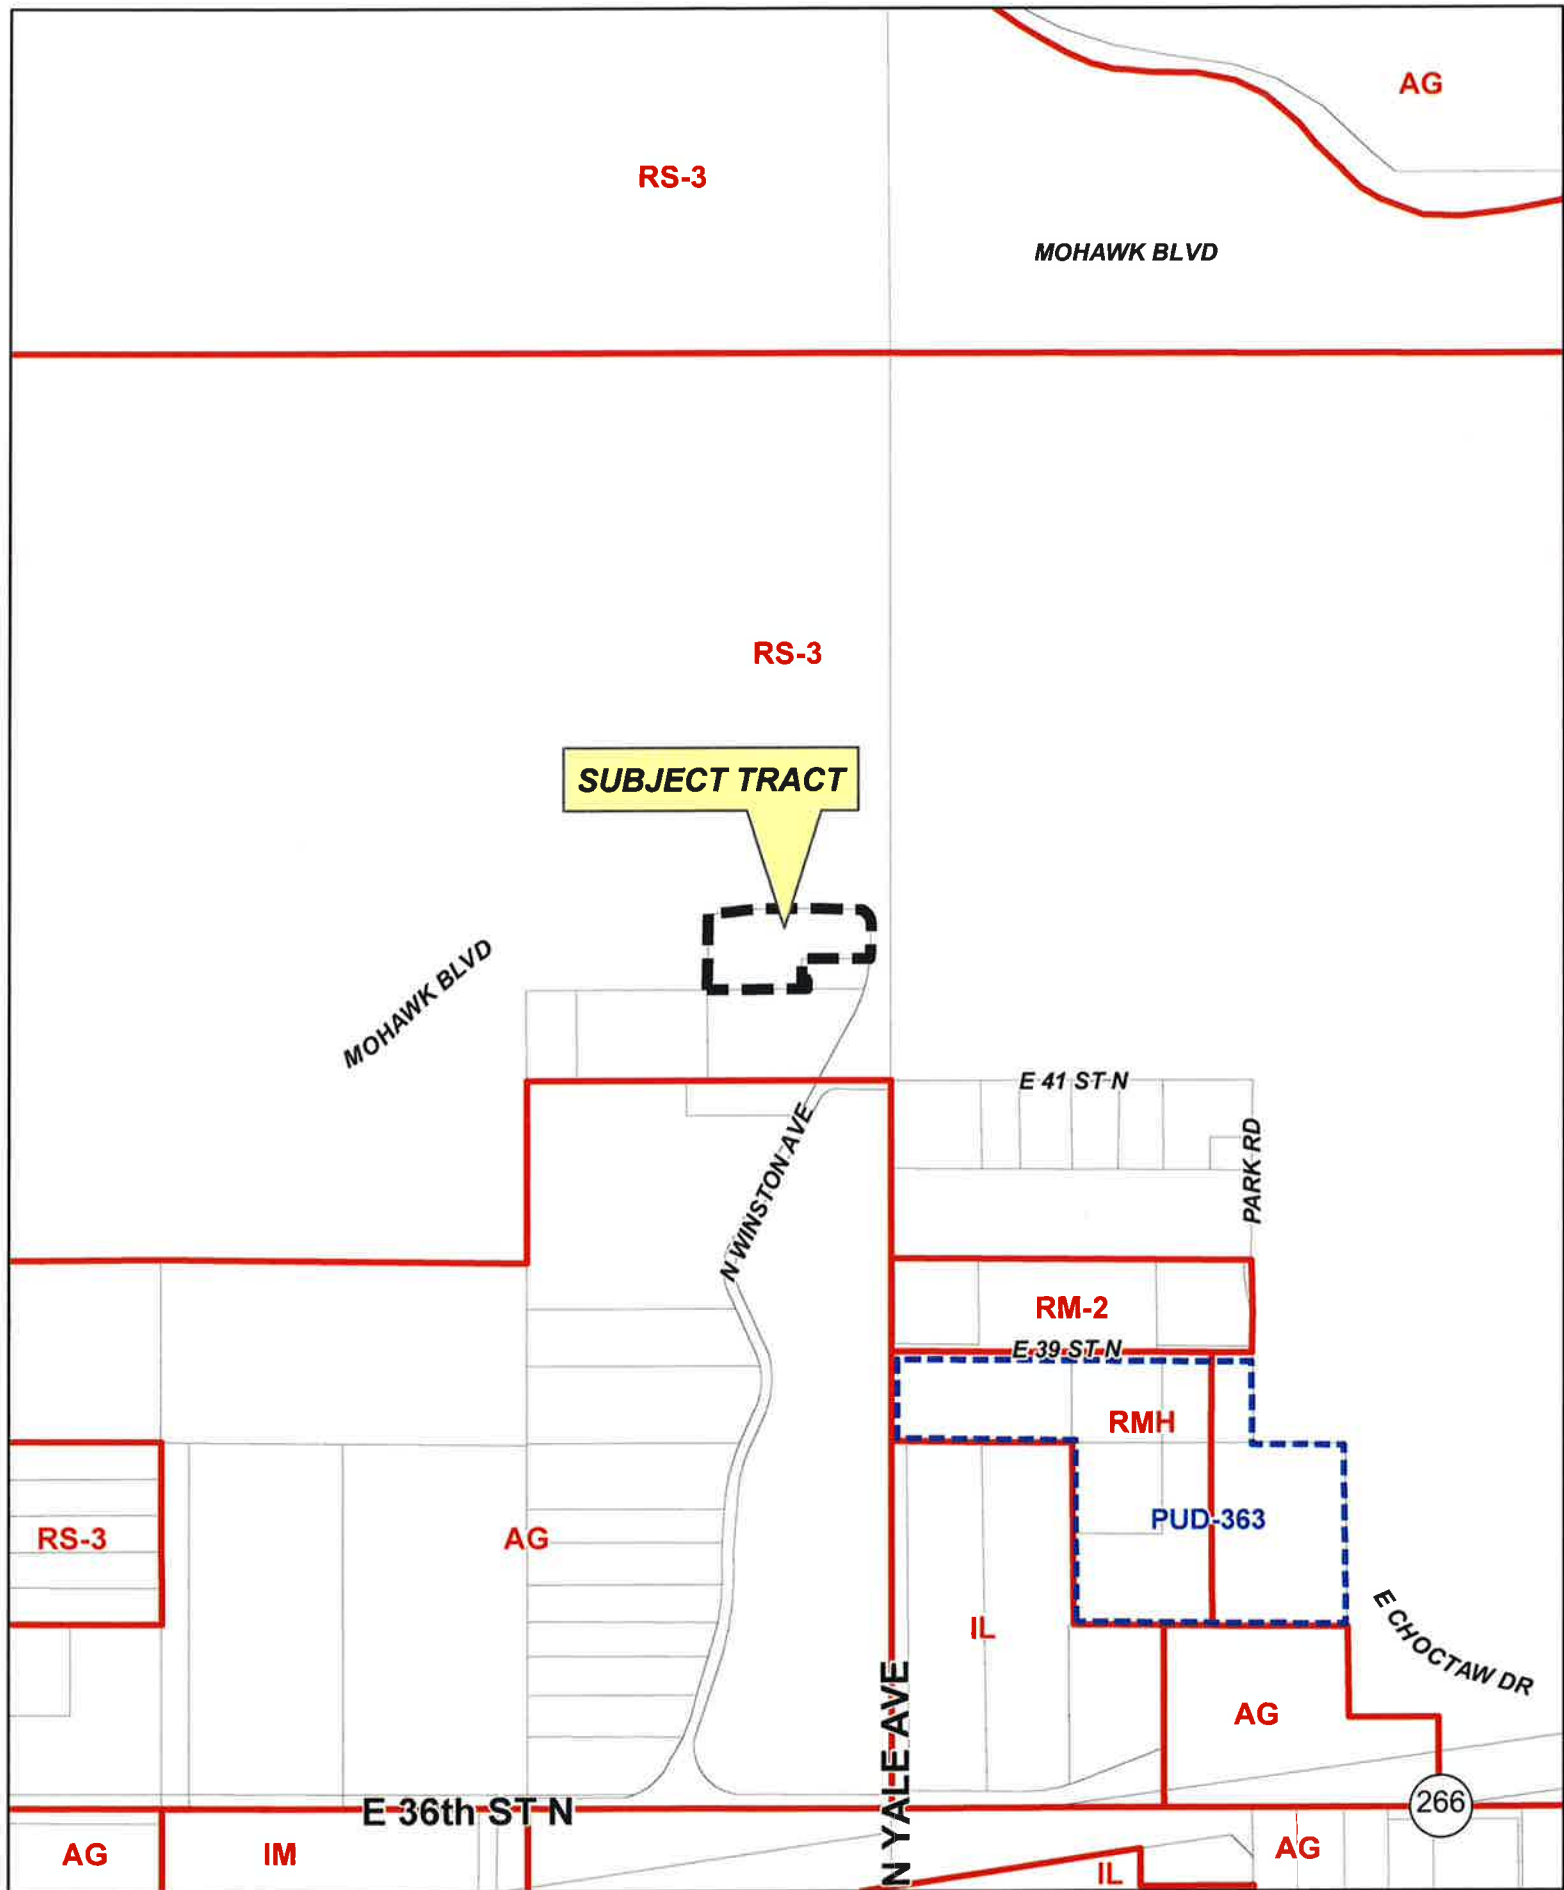 AG
RS-3
MOHAWK BLVD
RS-3
SUBJECT TRACT
MOHAWK BLVD
E 41 ST N
N WINSTON AVE
PARK RD
RM-2
E 39 ST N
RMH
PUD-363
RS-3
AG
IL
E CHOCTAW DR
N YALE AVE
AG
E 36th ST N
266
AG
IM
AG
IL